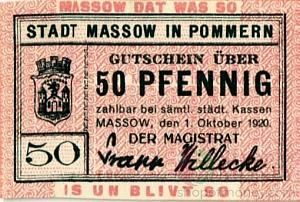 MASSOW DAT WAS SO
STADT MASSOW IN POMMERN
GUTSCHEIN ÜBER
50 PFENNIG
zahlbar bei sämtl. städt. Kassen
MASSOW, den 1. Oktober 1920.
DER MAGISTRAT
50
Willecke.
IS UN BLIVT SO